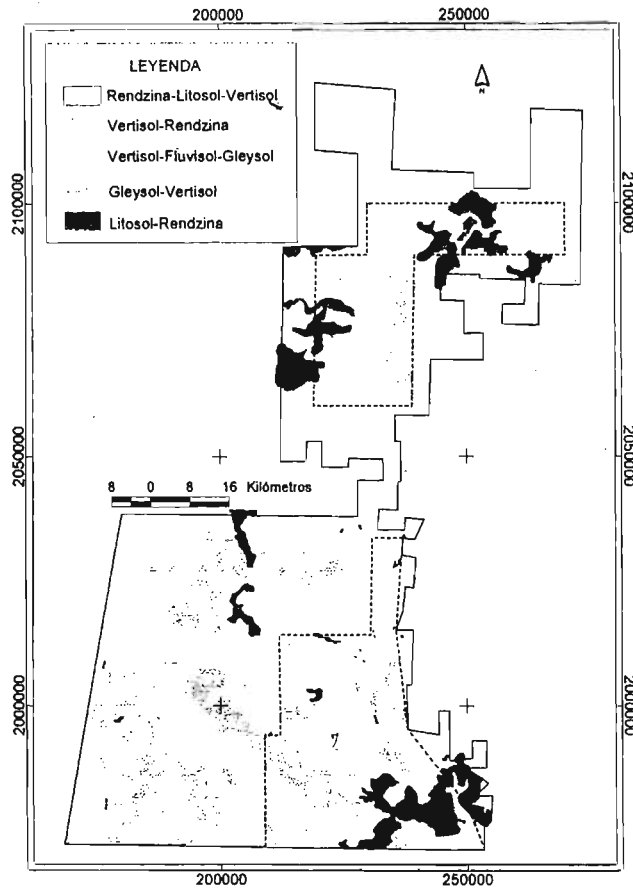 200000 250000
LEYENDA
Rendzina-Litosol-Vertisol
Vertisol-Rendzina
Vertisol-Fluvisol-Gleysol
Gleysol-Vertisol
Litosol-Rendzina
N
2100000 2100000
2050000 2050000
8 0 8 16 Kilómetros
2000000 2000000
200000 250000